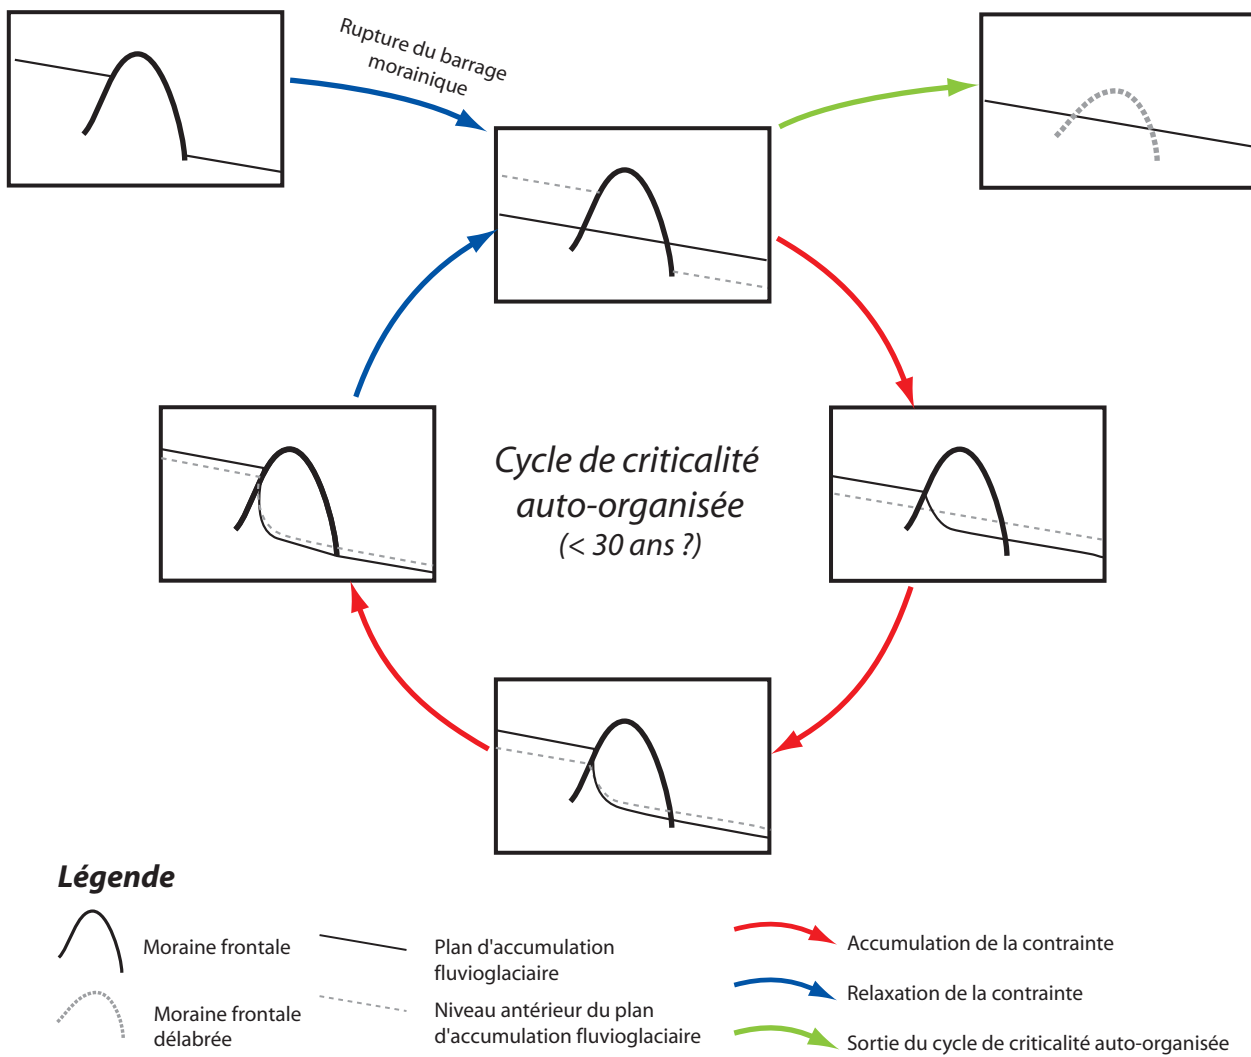 Rupture du barrage
morainique
Cycle de criticalité
auto-organisée
(< 30 ans ?)
Légende
Moraine frontale
Moraine frontale
délabrée
Plan d'accumulation
fluvioglaciaire
Niveau antérieur du plan
d'accumulation fluvioglaciaire
Accumulation de la contrainte
Relaxation de la contrainte
Sortie du cycle de criticalité auto-organisée